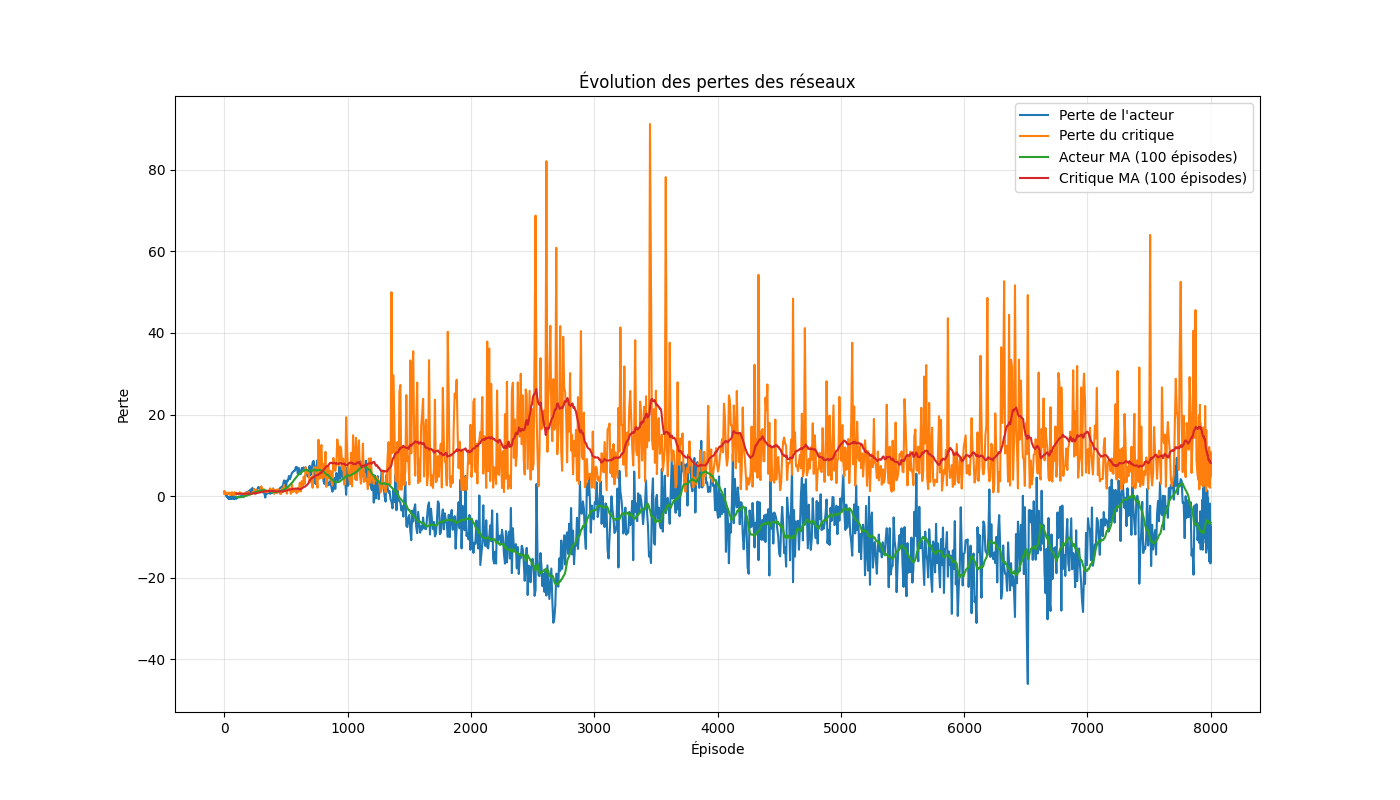 Évolution des pertes des réseaux
Perte de l'acteur
Perte du critique
Acteur MA (100 épisodes)
Critique MA (100 épisodes)
Perte
80
60
40
20
0
−20
−40
0 1000 2000 3000 4000 5000 6000 7000 8000
Épisode